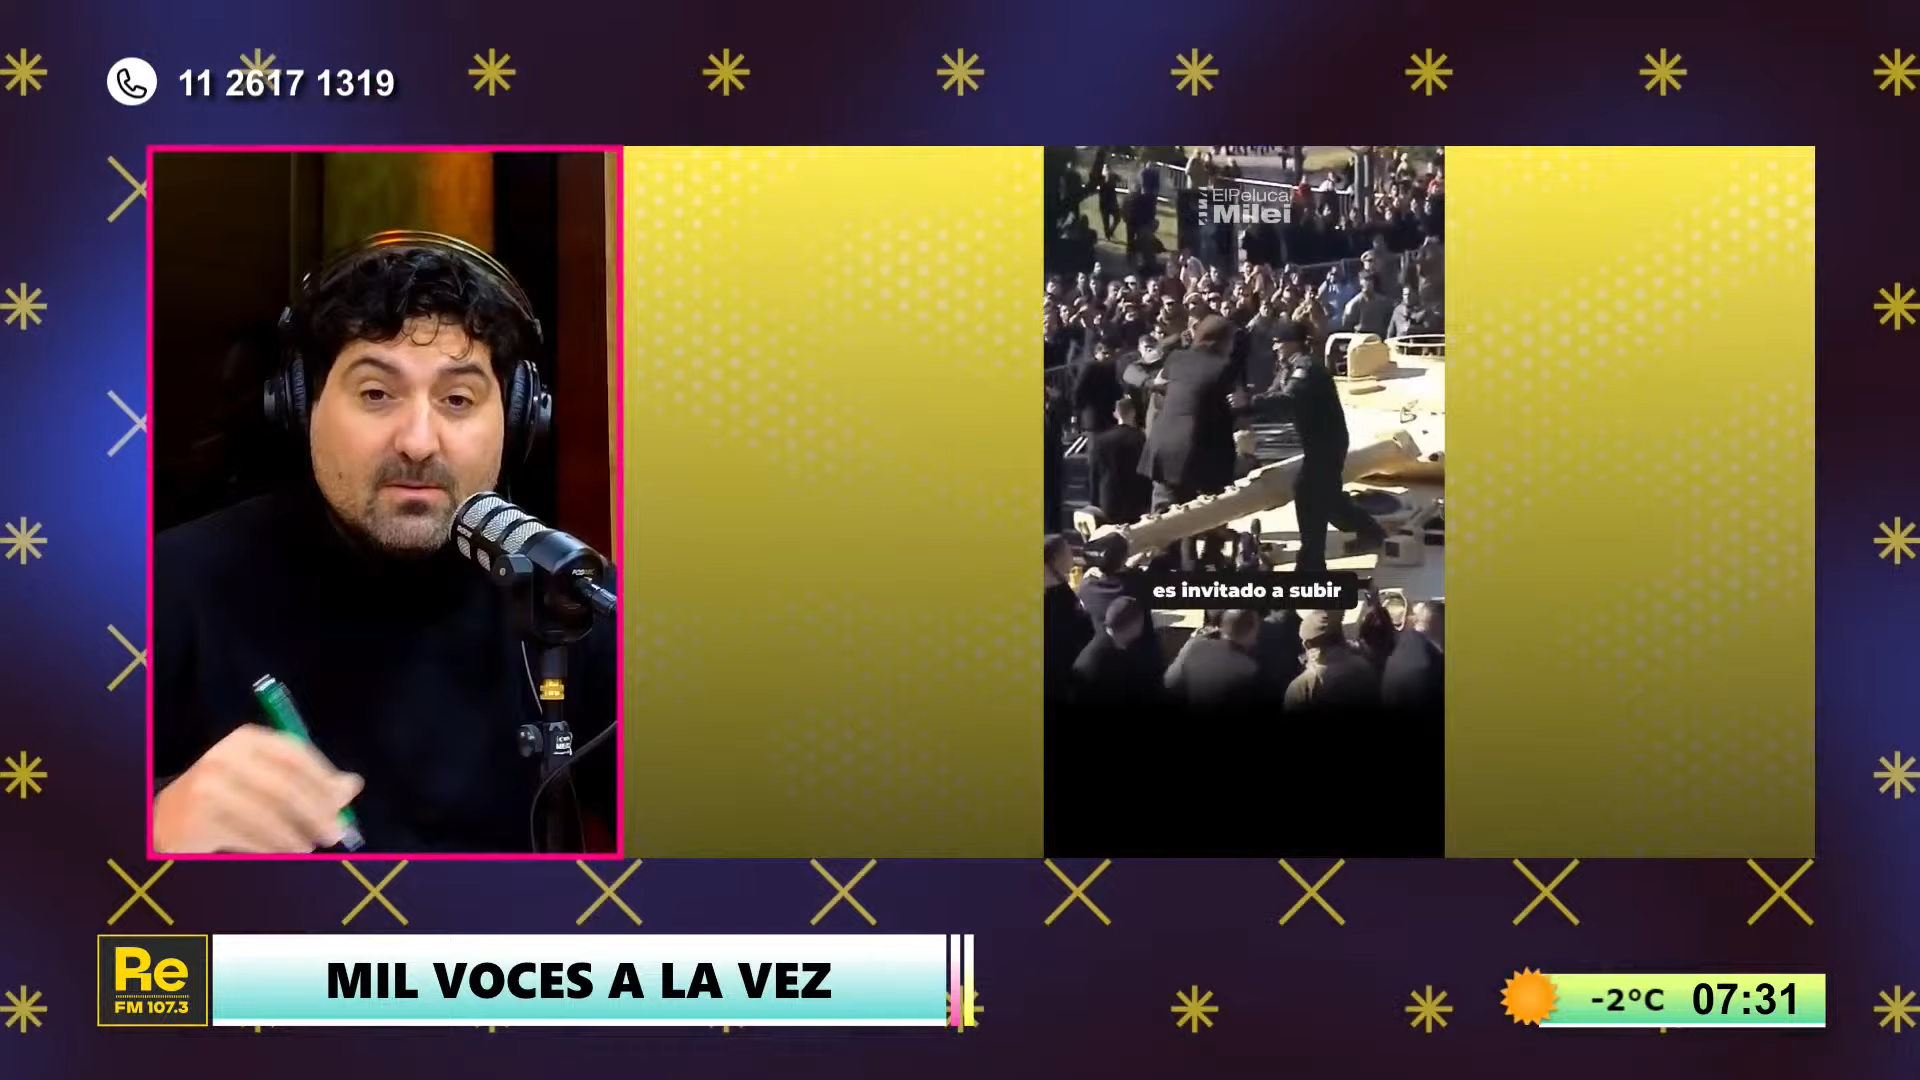 11 2617 1319
ElPeluca
Milei
es invitado a subir
Re
FM 107.3
MIL VOCES A LA VEZ
-2°C 07:31